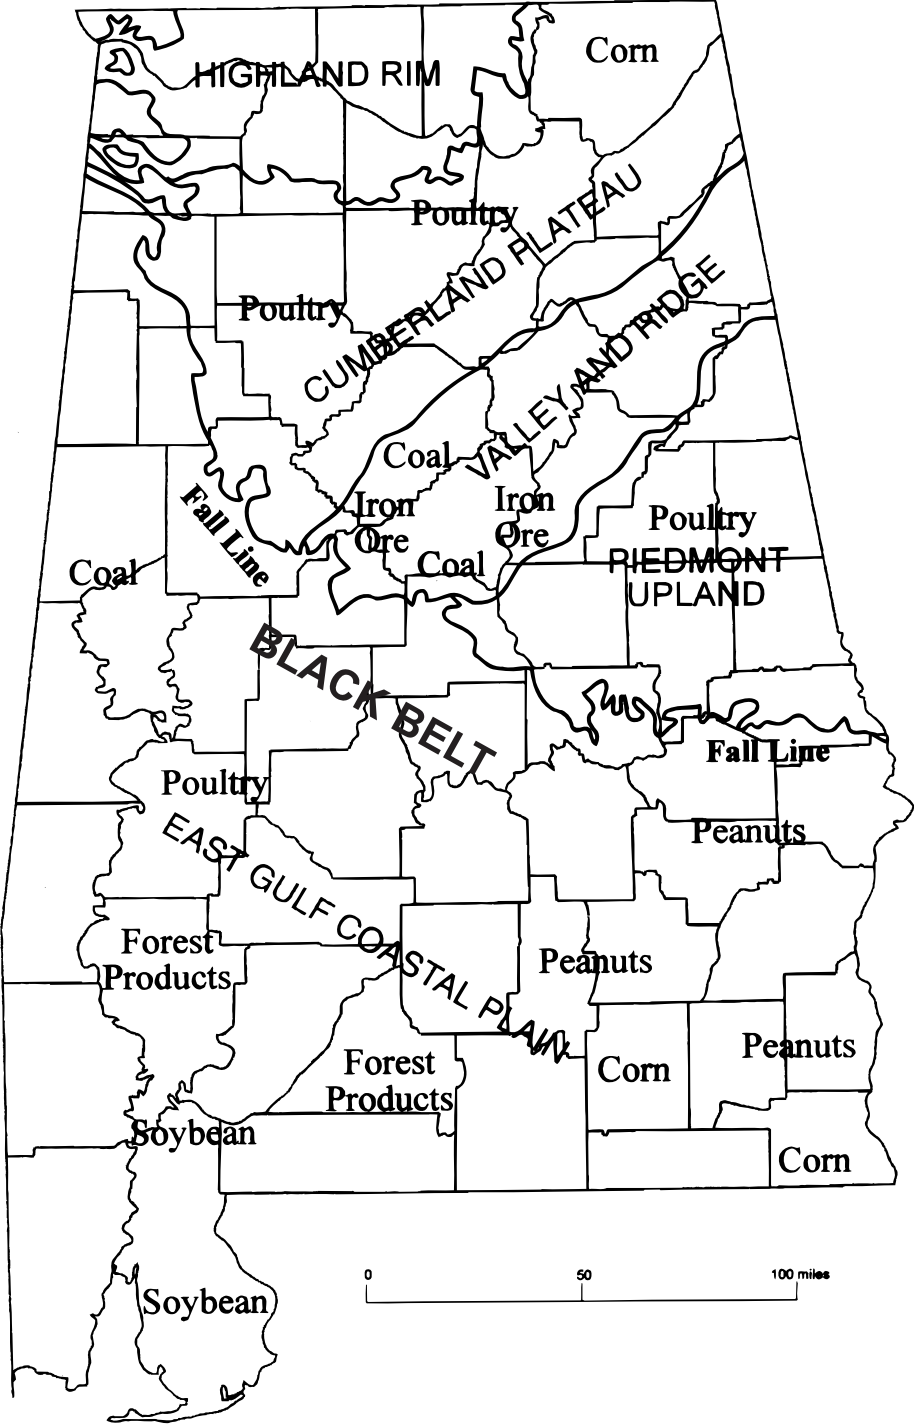 Corn
HIGHLAND RIM
CUMBERLAND PLATEAU
Poultry
Poultry
VALLEY AND RIDGE
Coal
Iron
Ore
Iron
Ore
Fall Line
Poultry
PIEDMONT
UPLAND
Coal
Coal
BLACK BELT
Fall Line
Poultry
Peanuts
EAST GULF COASTAL PLAIN
Forest
Products
Peanuts
Peanuts
Forest
Products
Corn
Soybean
Corn
0 50 100 miles
Soybean